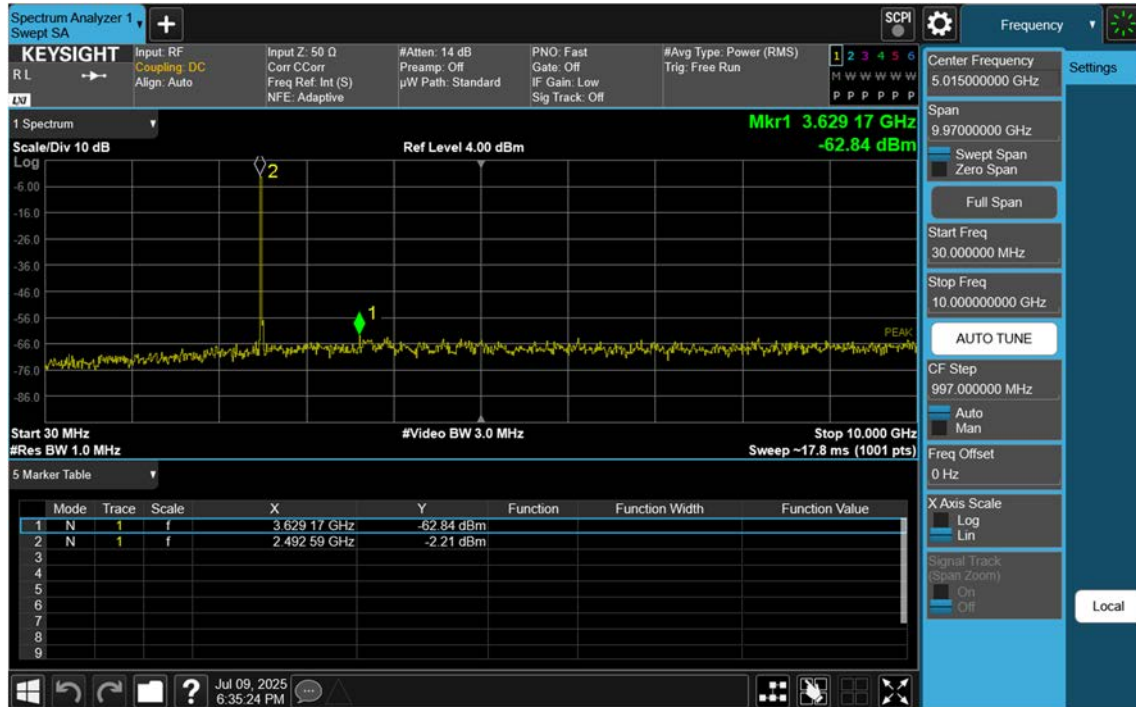 Spectrum Analyzer 1
Swept SA
+
SCPI
Frequency
KEYSIGHT
R L
LXI
Input: RF
Coupling: DC
Align: Auto
Input Z: 50 Ω
Corr CCorr
Freq Ref: Int (S)
NFE: Adaptive
#Atten: 14 dB
Preamp: Off
µW Path: Standard
PNO: Fast
Gate: Off
IF Gain: Low
Sig Track: Off
#Avg Type: Power (RMS)
Trig: Free Run
1 2 3 4 5 6
M W W W W W
P P P P P P
1 Spectrum
Mkr1 3.629 17 GHz
-62.84 dBm
Scale/Div 10 dB
Ref Level 4.00 dBm
Log
-6.00
-16.0
-26.0
-36.0
-46.0
-56.0
-66.0
-76.0
-86.0
2
1
PEAK
Start 30 MHz
#Video BW 3.0 MHz
Stop 10.000 GHz
#Res BW 1.0 MHz
Sweep ~17.8 ms (1001 pts)
5 Marker Table
Mode Trace Scale X Y Function Function Width Function Value
1 N 1 f 3.629 17 GHz -62.84 dBm
2 N 1 f 2.492 59 GHz -2.21 dBm
3
4
5
6
7
8
9
?
Jul 09, 2025
6:35:24 PM
Center Frequency
5.015000000 GHz
Span
9.97000000 GHz
Swept Span
Zero Span
Full Span
Start Freq
30.000000 MHz
Stop Freq
10.000000000 GHz
AUTO TUNE
CF Step
997.000000 MHz
Auto
Man
Freq Offset
0 Hz
X Axis Scale
Log
Lin
Signal Track
(Span Zoom)
On
Off
Settings
Local